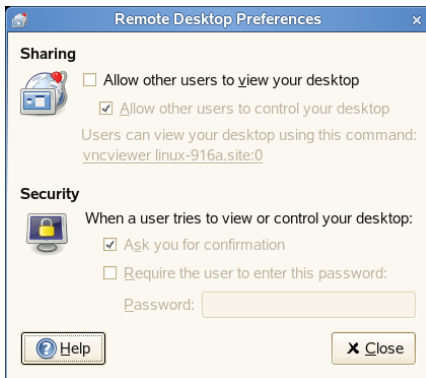 Remote Desktop Preferences
Sharing
Allow other users to view your desktop
Allow other users to control your desktop
Users can view your desktop using this command:
vncviewer linux-916a.site:0
Security
When a user tries to view or control your desktop:
Ask you for confirmation
Require the user to enter this password:
Password:
Help
Close